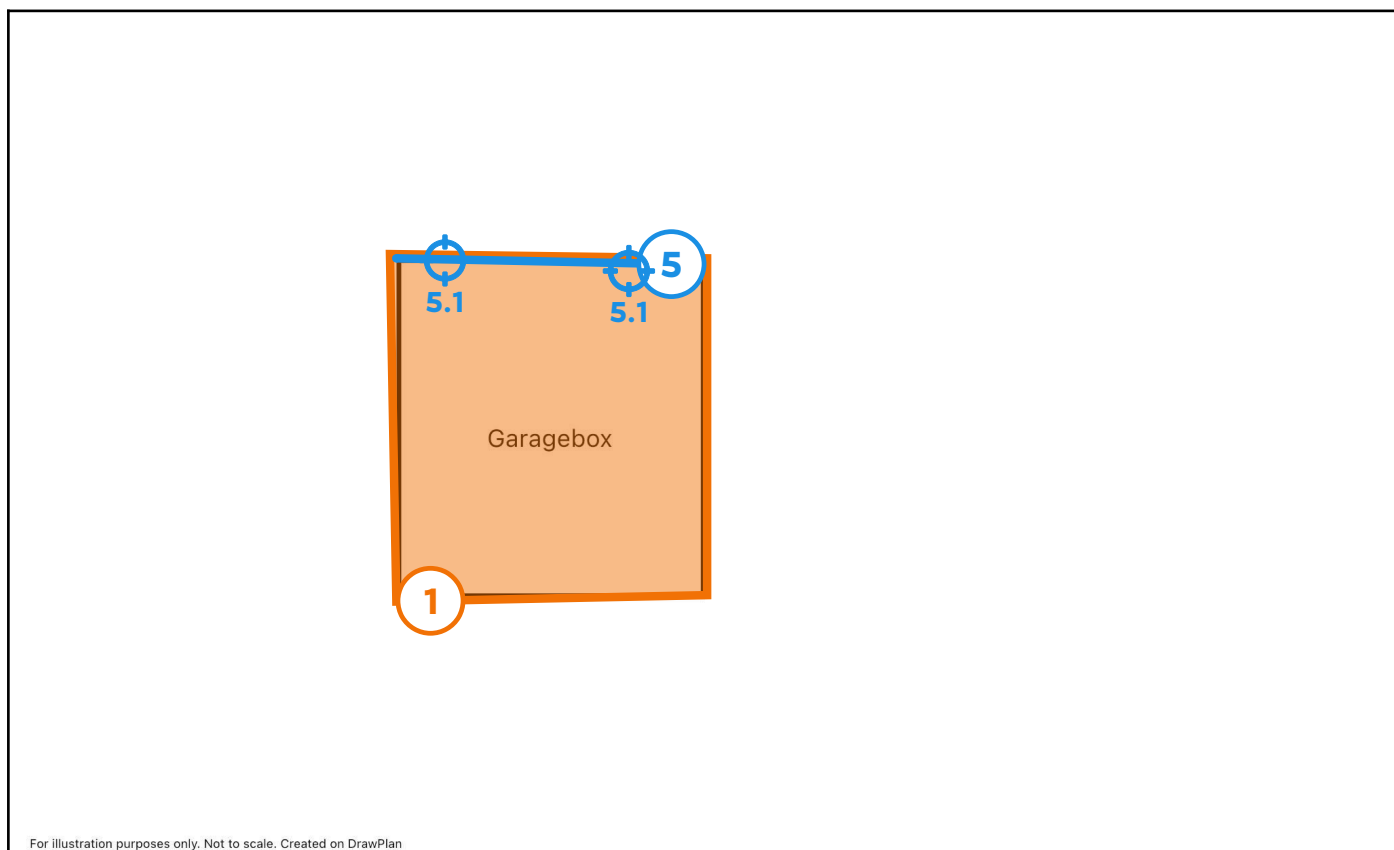 5
5.1
5.1
Garagebox
1
For illustration purposes only. Not to scale. Created on DrawPlan